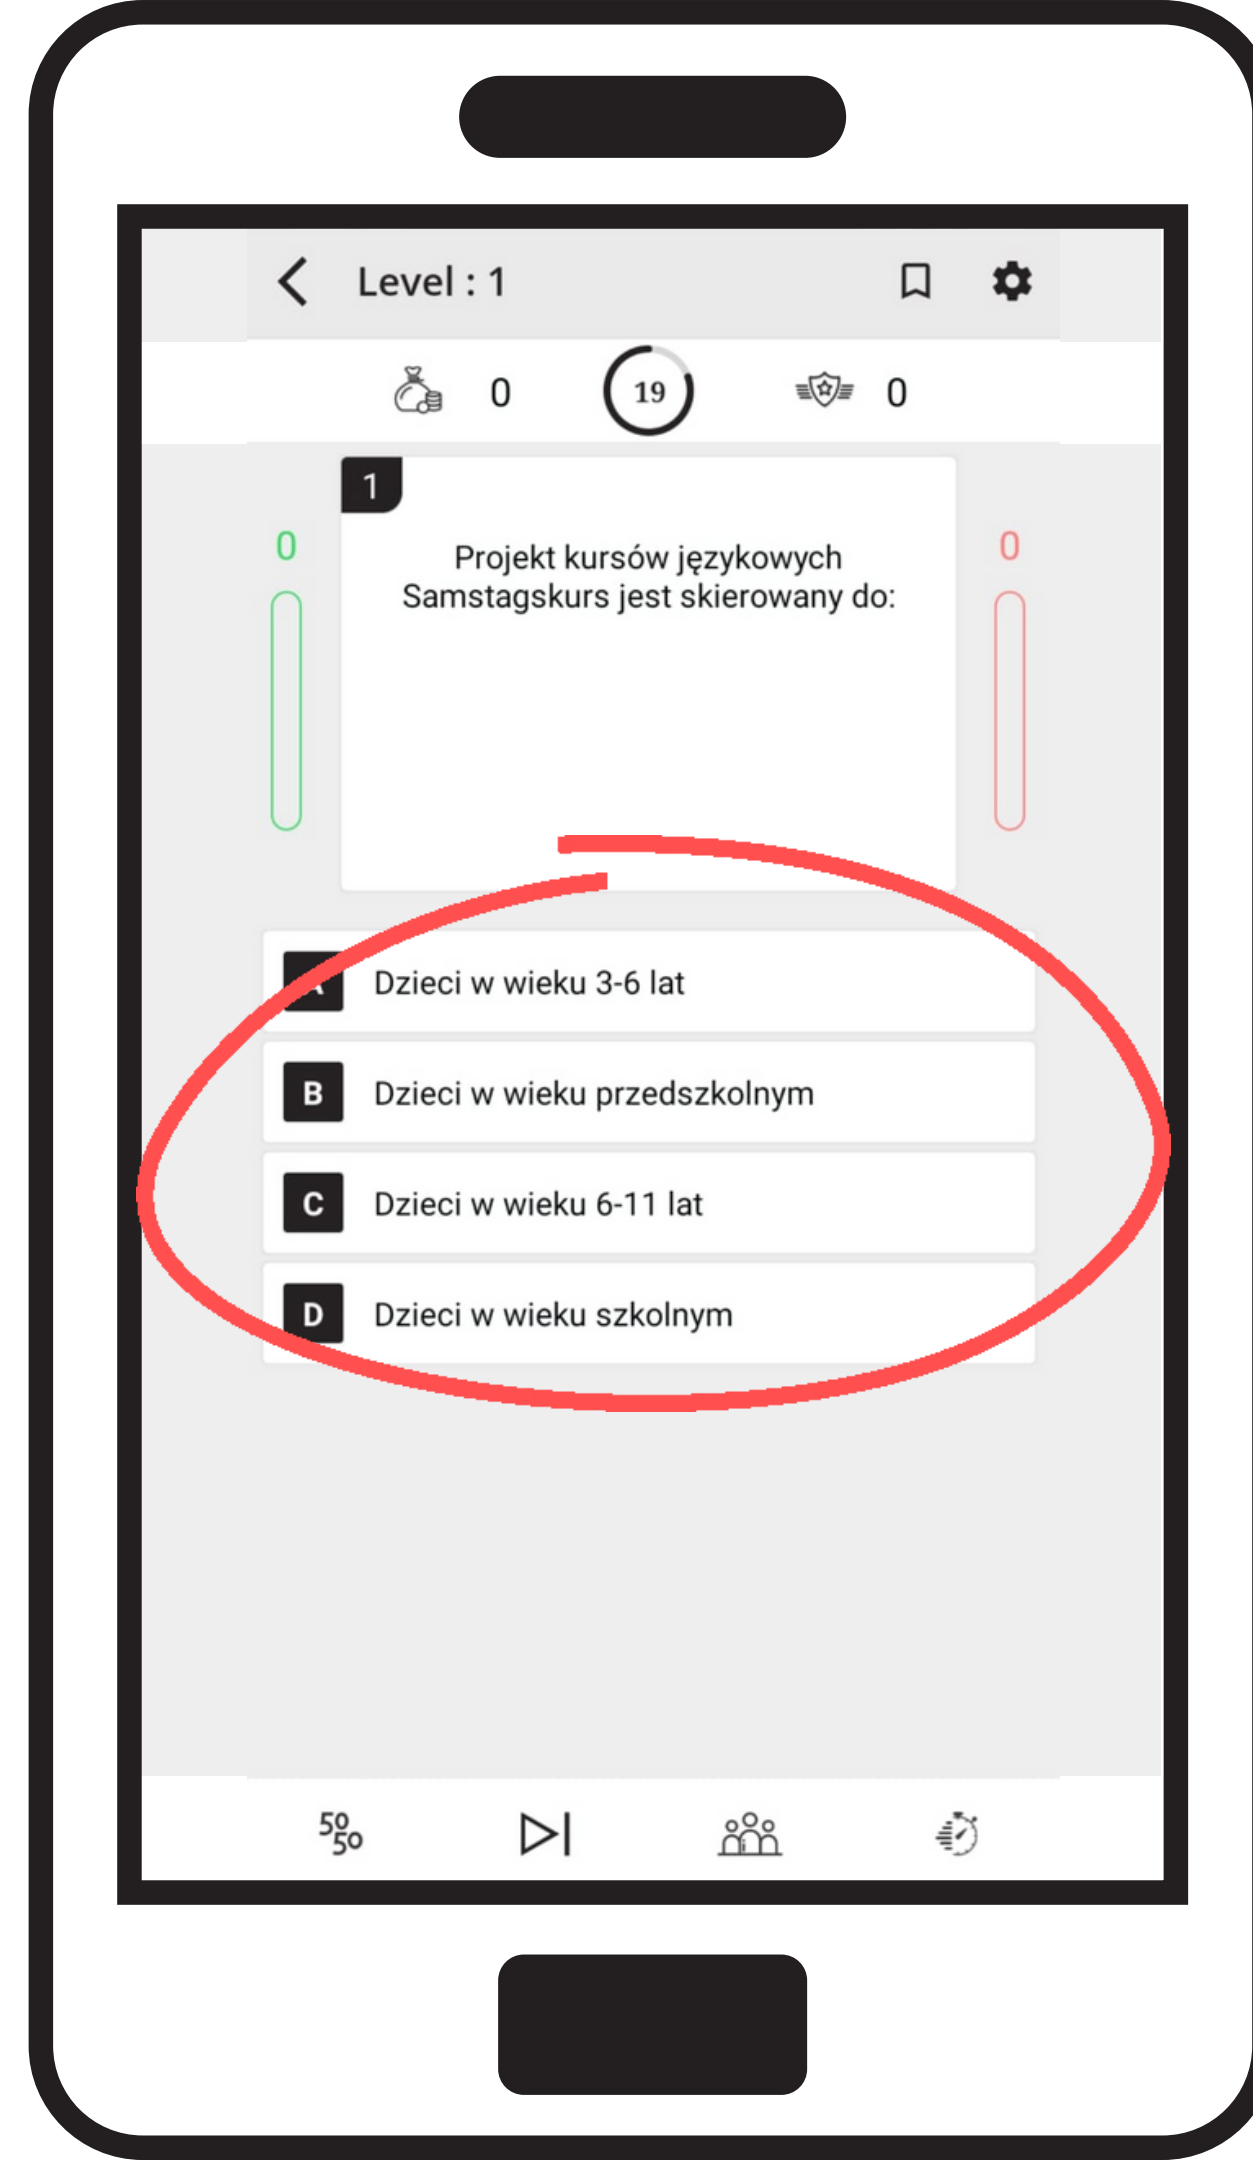 Level : 1
0
19
0
1
0
0
Projekt kursów językowych
Samstagskurs jest skierowany do:
A Dzieci w wieku 3-6 lat
B Dzieci w wieku przedszkolnym
C Dzieci w wieku 6-11 lat
D Dzieci w wieku szkolnym
50
50